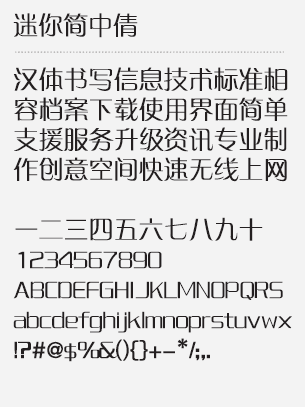 迷你简中倩
汉体书写信息技术标准相
容档案下载使用界面简单
支援服务升级资讯专业制
作创意空间快速无线上网
一二三四五六七八九十
1234567890
ABCDEFGHIJKLMNOPQRS
abcdefghijklmnoprstuvwx
!?#@$%&(){}+-*/;,.